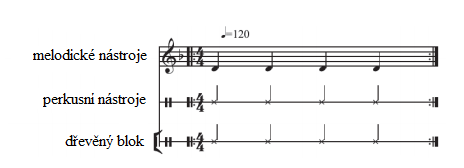 ♩=120
melodické nástroje
perkusní nástroje
dřevěný blok